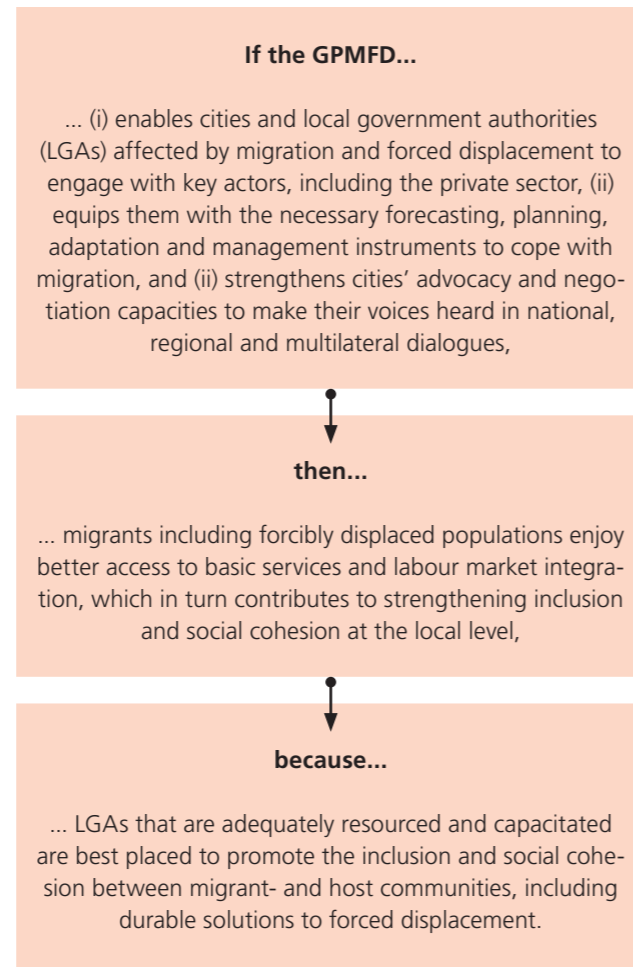 If the GPMFD...
... (i) enables cities and local government authorities
(LGAs) affected by migration and forced displacement to
engage with key actors, including the private sector, (ii)
equips them with the necessary forecasting, planning,
adaptation and management instruments to cope with
migration, and (ii) strengthens cities’ advocacy and nego-
tiation capacities to make their voices heard in national,
regional and multilateral dialogues,
then...
... migrants including forcibly displaced populations enjoy
better access to basic services and labour market integra-
tion, which in turn contributes to strengthening inclusion
and social cohesion at the local level,
because...
... LGAs that are adequately resourced and capacitated
are best placed to promote the inclusion and social cohe-
sion between migrant- and host communities, including
durable solutions to forced displacement.